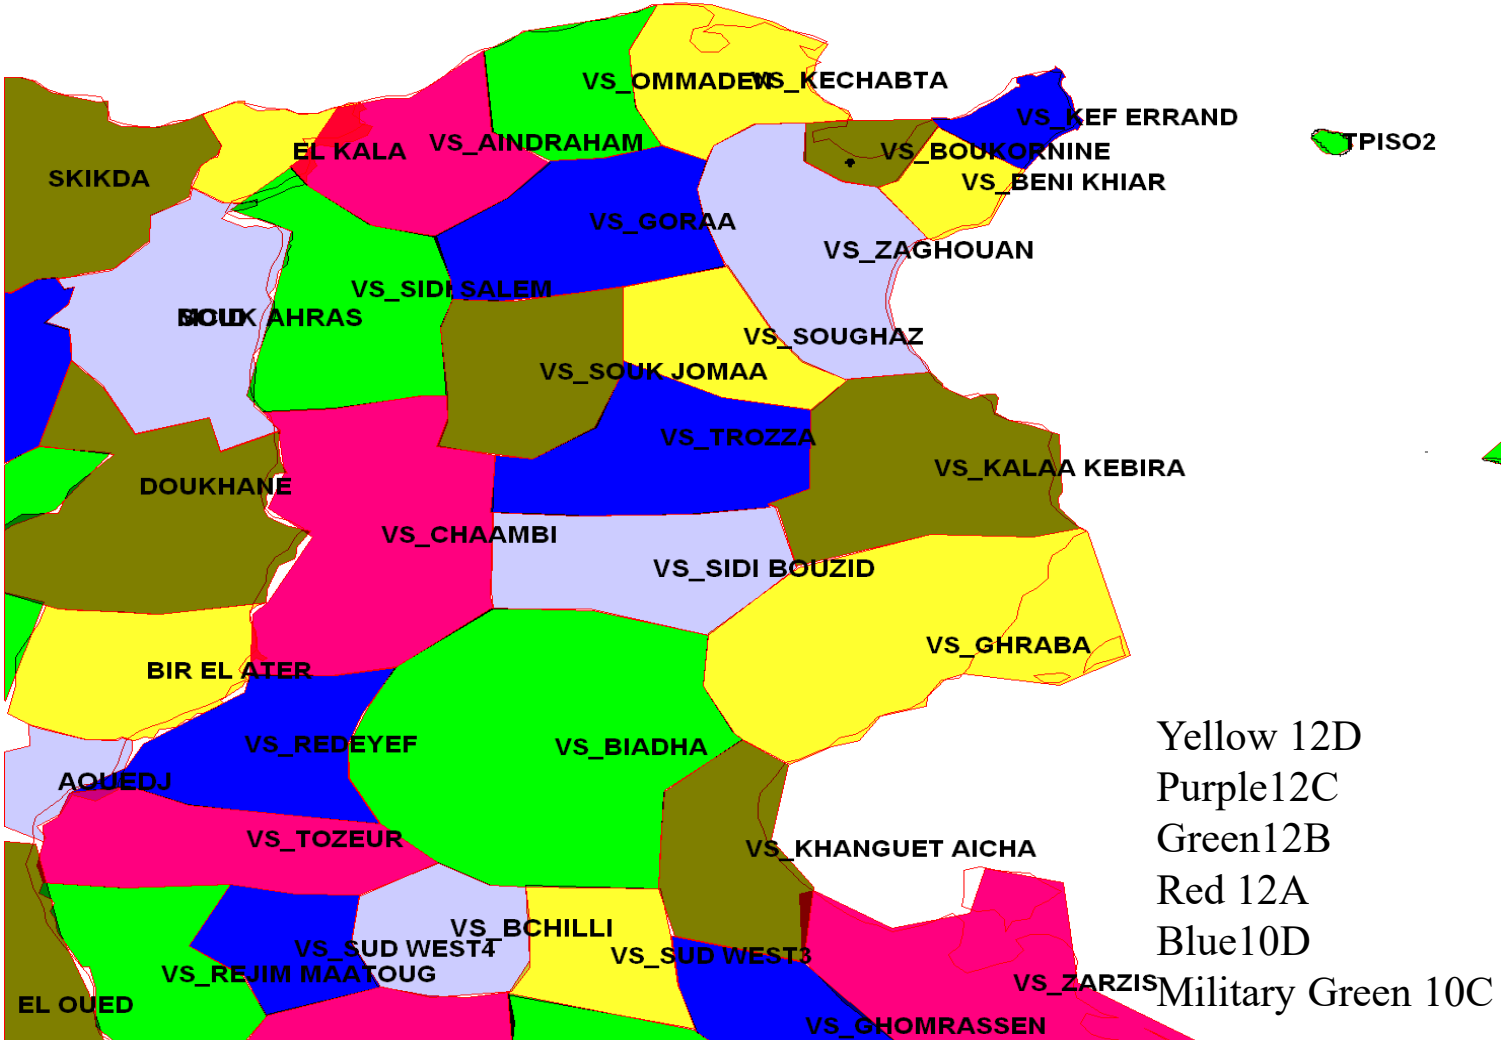 VS_OMMADEN VS_KECHABTA
VS_KEF ERRAND
VS_AINDRAHAM
TPISO2
EL KALA
VS_BOUKORNINE
SKIKDA
VS_BENI KHIAR
VS_GORAA
VS_ZAGHOUAN
VS_SIDI SALEM
SOUK AHRAS
VS_SOUGHAZ
VS_SOUK JOMAA
VS_TROZZA
VS_KALAA KEBIRA
DOUKHANE
VS_CHAAMBI
VS_SIDI BOUZID
VS_GHRABA
BIR EL ATER
VS_REDEYEF
VS_BIADHA
AOUEDJ
VS_TOZEUR
VS_KHANGUET AICHA
VS_BCHILLI
VS_SUD WEST4
VS_SUD WEST3
VS_REJIM MAATOUG
VS_ZARZIS
EL OUED
VS_GHOMRASSEN
Yellow 12D
Purple12C
Green12B
Red 12A
Blue10D
Military Green 10C